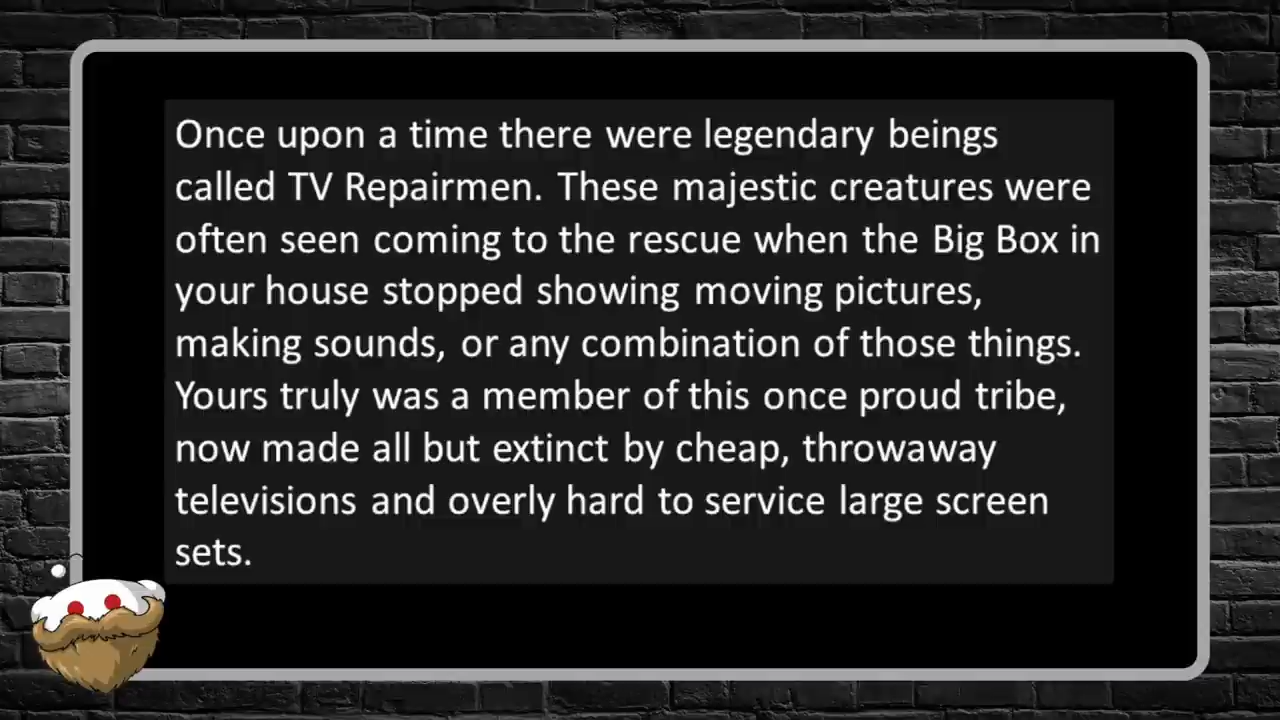 Once upon a time there were legendary beings
called TV Repairmen. These majestic creatures were
often seen coming to the rescue when the Big Box in
your house stopped showing moving pictures,
making sounds, or any combination of those things.
Yours truly was a member of this once proud tribe,
now made all but extinct by cheap, throwaway
televisions and overly hard to service large screen
sets.